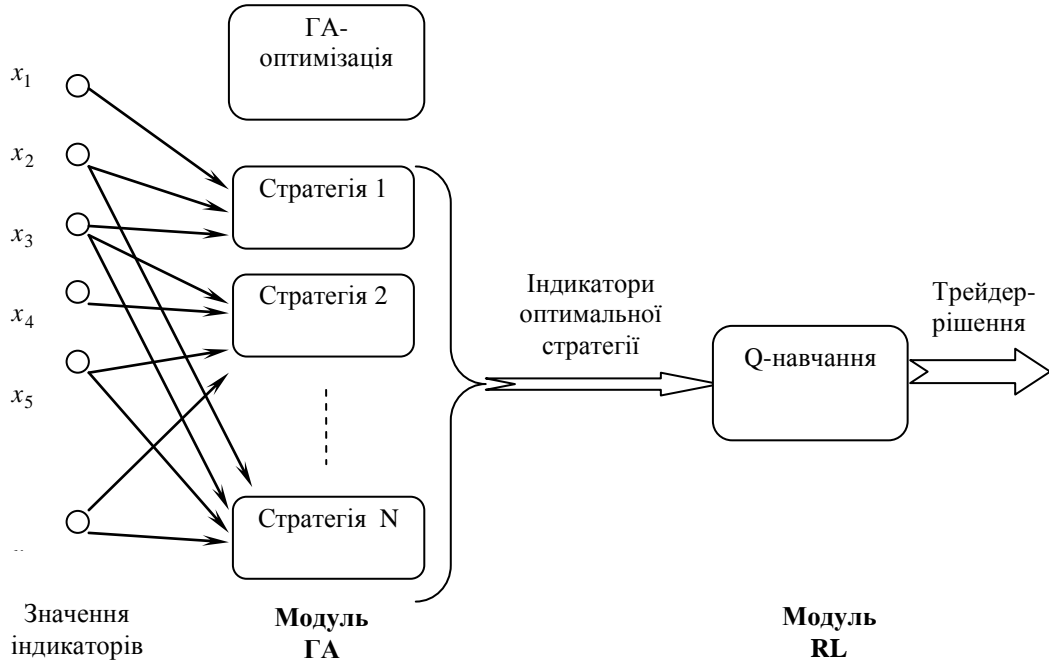 ГА-
оптимізація
x1
x2
x3
x4
x5
Стратегія 1
Стратегія 2
Стратегія N
Індикатори
оптимальної
стратегії
Q-навчання
Трейдер-
рішення
Значення
індикаторів
Модуль
ГА
Модуль
RL